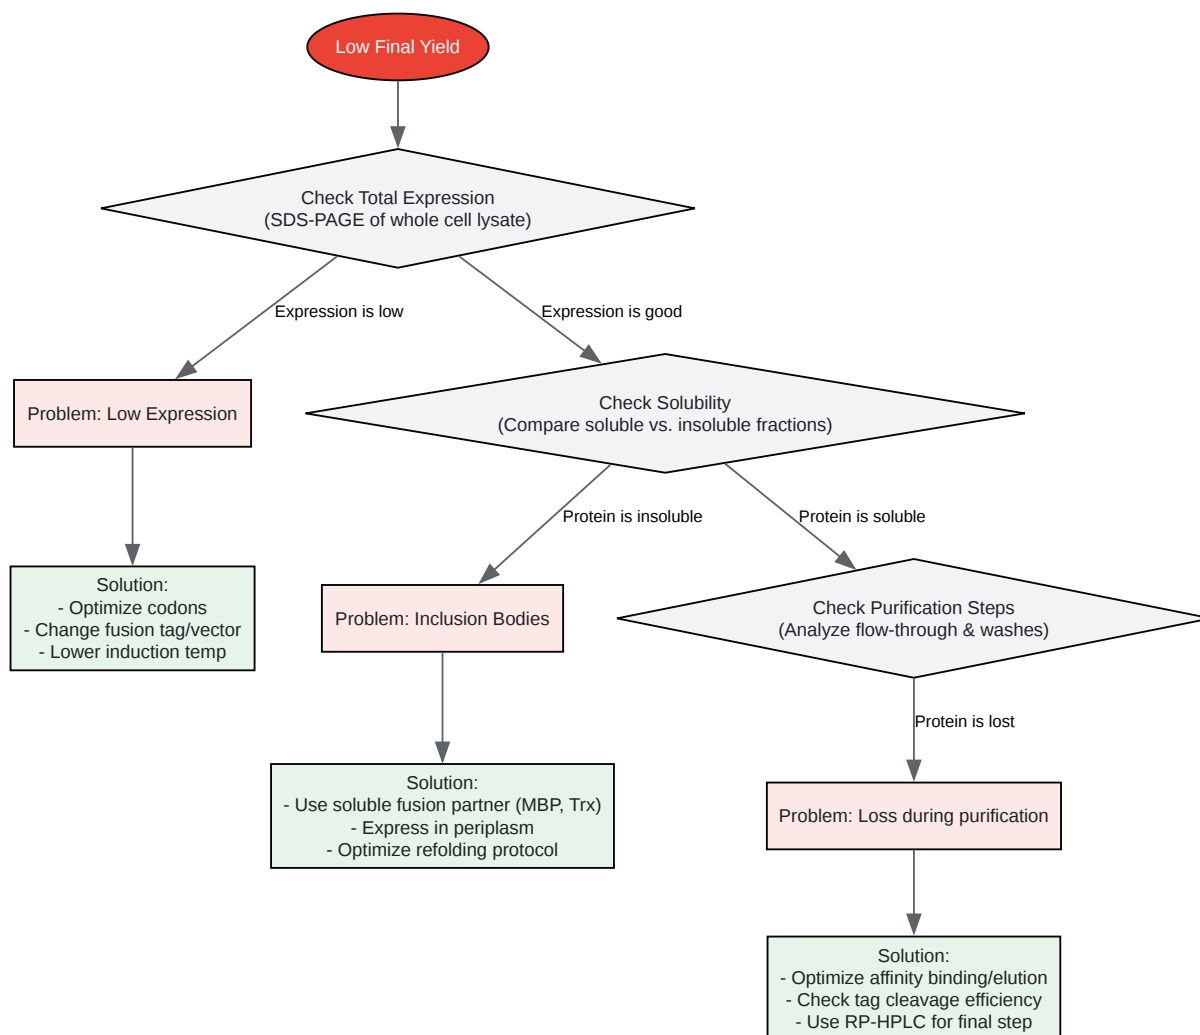 Low Final Yield
Check Total Expression
(SDS-PAGE of whole cell lysate)
Expression is low
Expression is good
Problem: Low Expression
Check Solubility
(Compare soluble vs. insoluble fractions)
Protein is insoluble
Protein is soluble
Solution:
- Optimize codons
- Change fusion tag/vector
- Lower induction temp
Problem: Inclusion Bodies
Check Purification Steps
(Analyze flow-through & washes)
Protein is lost
Solution:
- Use soluble fusion partner (MBP, Trx)
- Express in periplasm
- Optimize refolding protocol
Problem: Loss during purification
Solution:
- Optimize affinity binding/elution
- Check tag cleavage efficiency
- Use RP-HPLC for final step